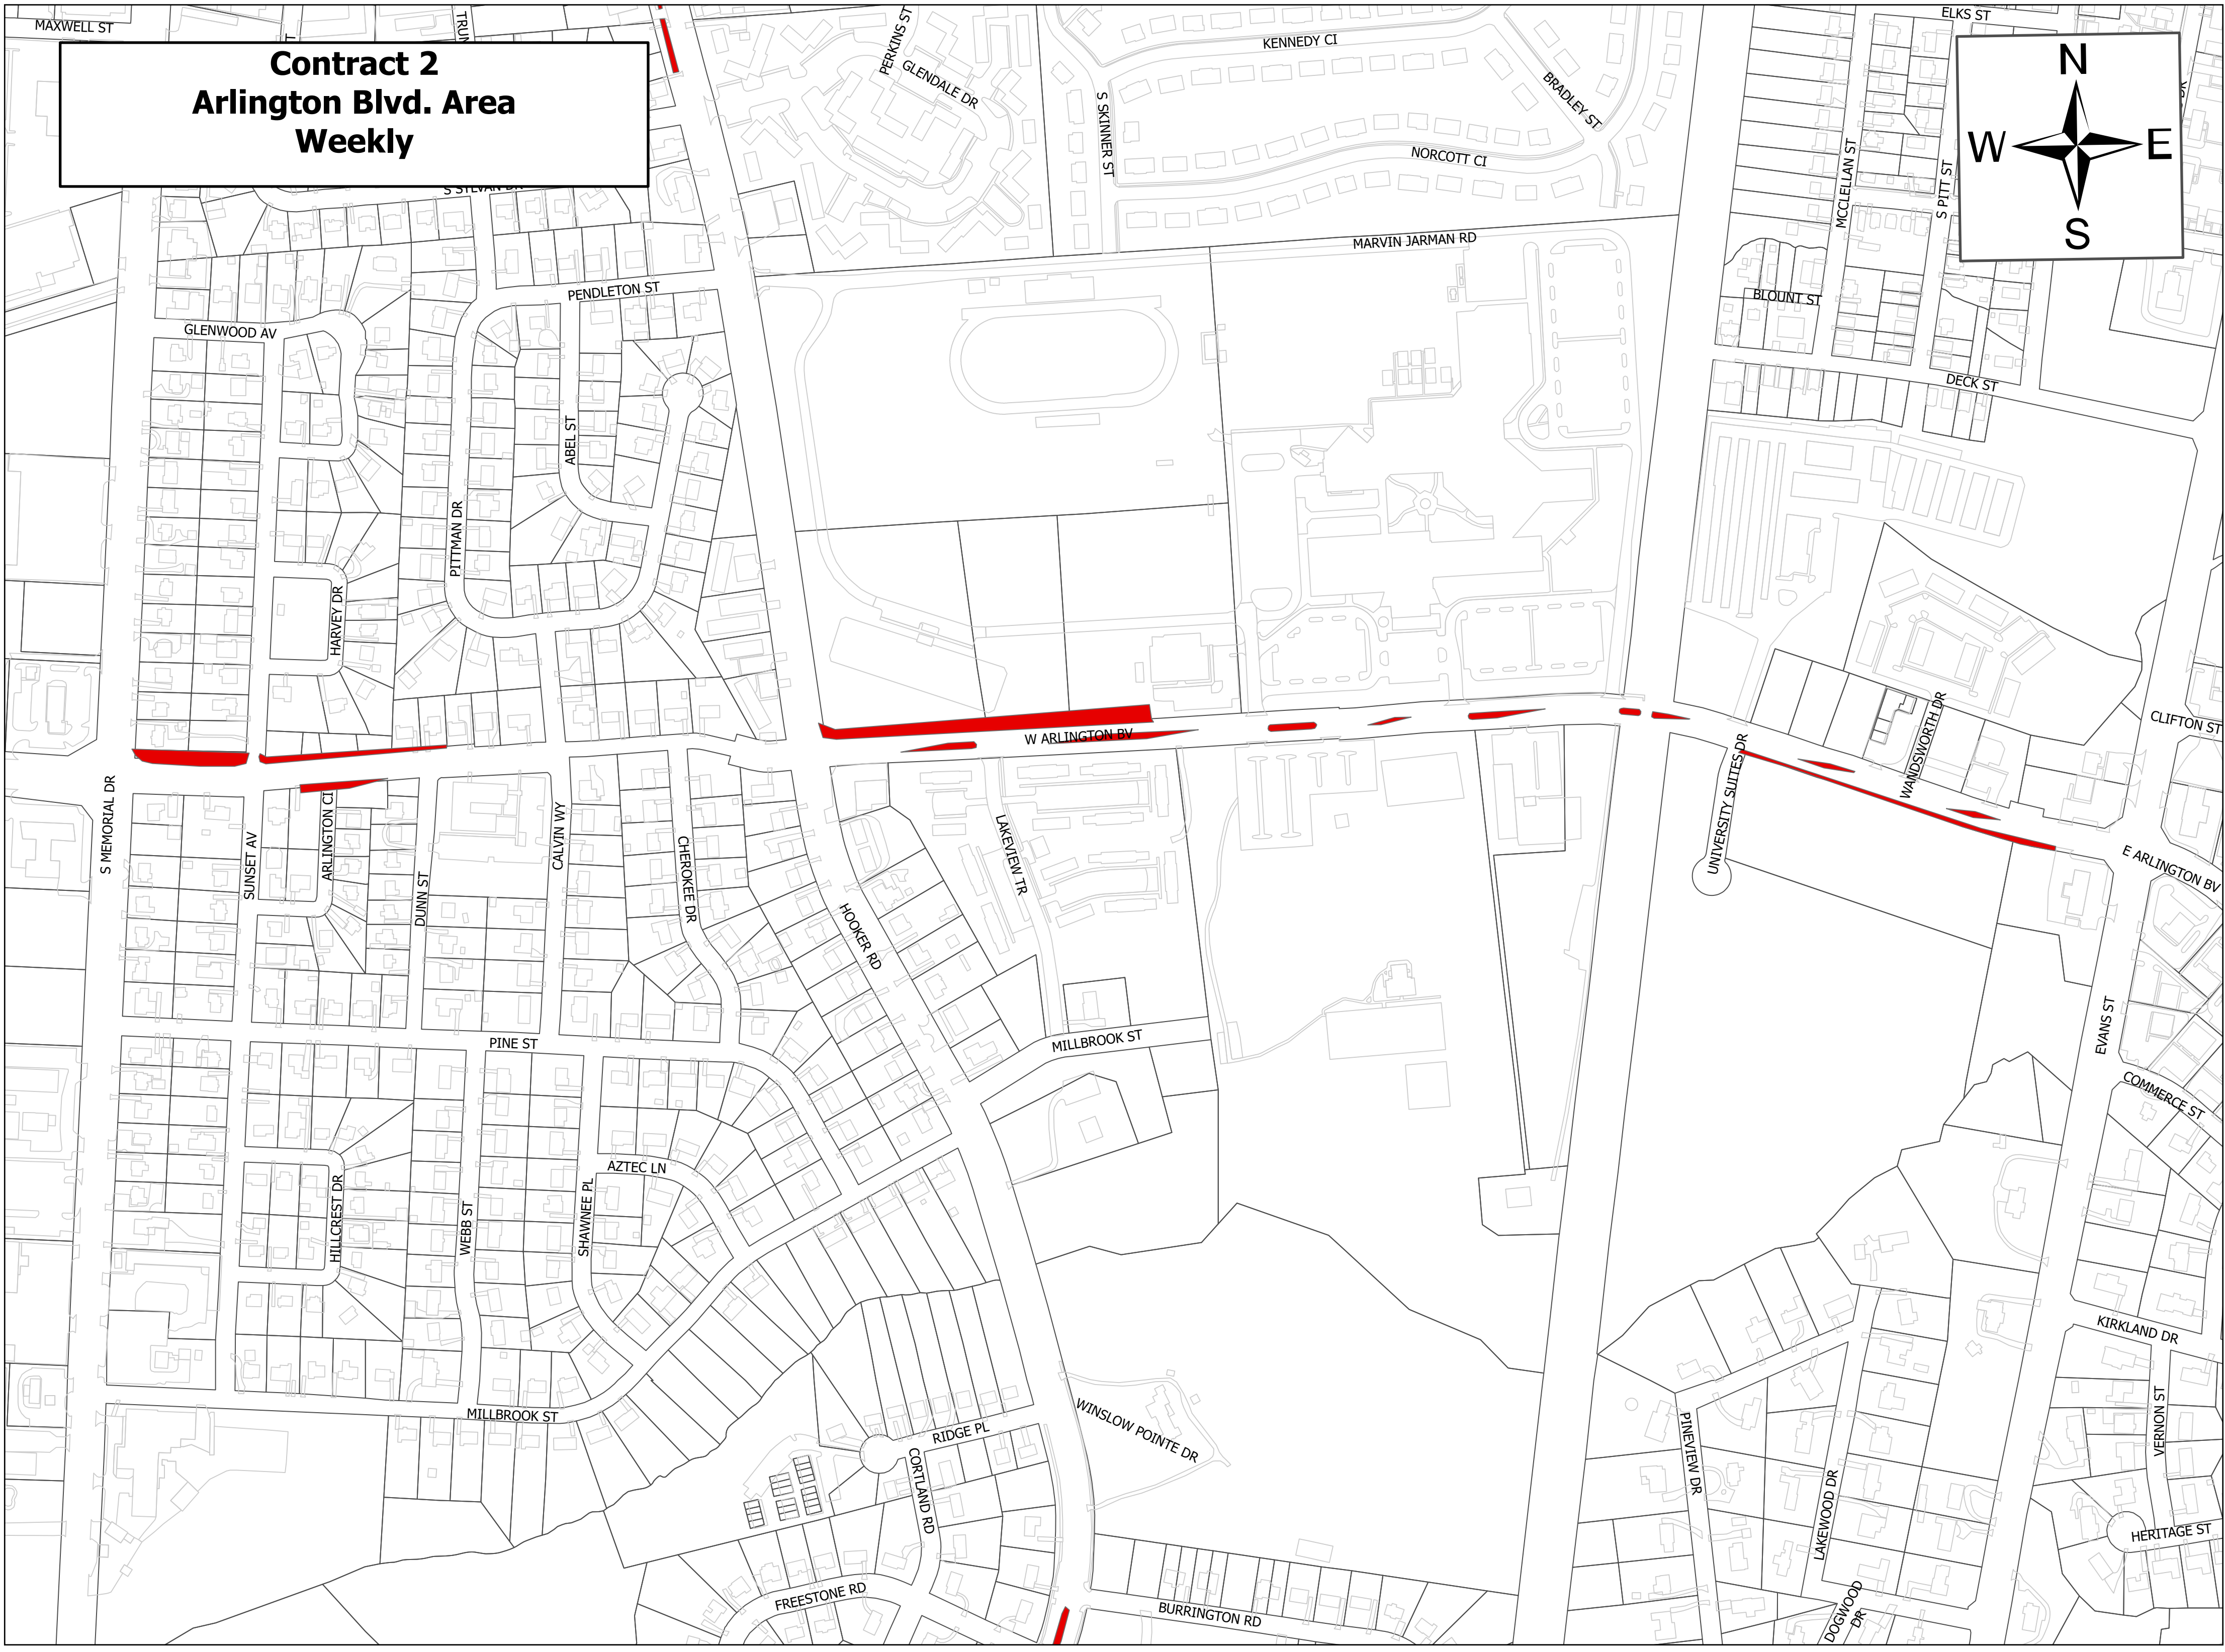 MAXWELL ST
Contract 2
Arlington Blvd. Area
Weekly
PERKINS ST
GLENDALE DR
KENNEDY CI
S SKINNER ST
BRADLEY ST
NORCOTT CI
ELKS ST
MCCLELLAN ST
S PITT ST
N
W E
S
MARVIN JARMAN RD
PENDLETON ST
BLOUNT ST
GLENWOOD AV
DECK ST
ABEL ST
PITTMAN DR
HARVEY DR
W ARLINGTON BV
WANDSWORTH DR
CLIFTON ST
UNIVERSITY SUITES DR
S MEMORIAL DR
SUNSET AV
ARLINGTON CI
DUNN ST
CALVIN WY
CHEROKEE DR
LAKEVIEW TR
E ARLINGTON BV
HOOKER RD
EVANS ST
PINE ST
MILLBROOK ST
COMMERCE ST
AZTEC LN
HILLCREST DR
WEBB ST
SHAWNEE PL
KIRKLAND DR
MILLBROOK ST
RIDGE PL
WINSLOW POINTE DR
CORTLAND RD
PINEVIEW DR
LAKEWOOD DR
VERNON ST
HERITAGE ST
FREESTONE RD
BURRINGTON RD
DOGWOOD
DR